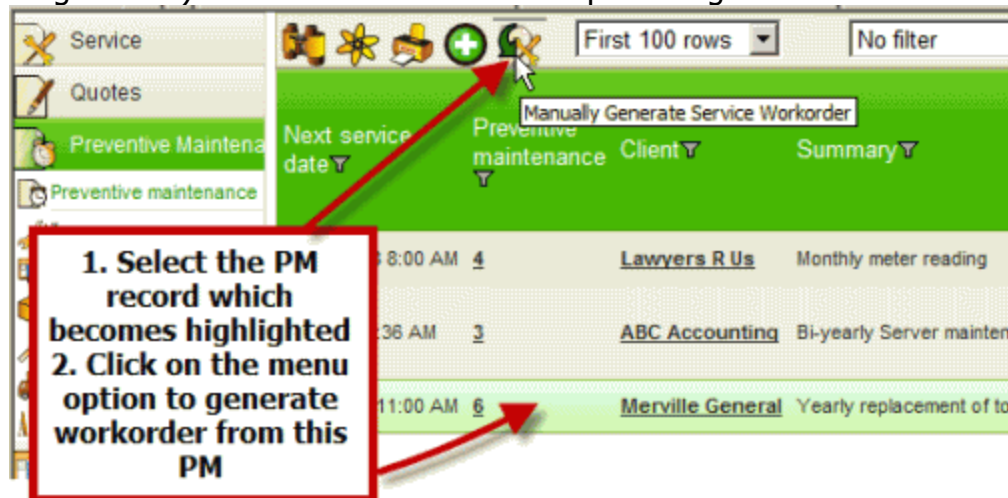 Service
First 100 rows
No filter
Quotes
Manually Generate Service Workorder
Preventive Maintena
Next service date
Preventive maintenance
Client
Summary
Preventive maintenance
8:00 AM 4 Lawyers R Us Monthly meter reading
:36 AM 3 ABC Accounting Bi-yearly Server mainten
11:00 AM 6 Merville General Yearly replacement of to
1. Select the PM
record which
becomes highlighted
2. Click on the menu
option to generate
workorder from this
PM